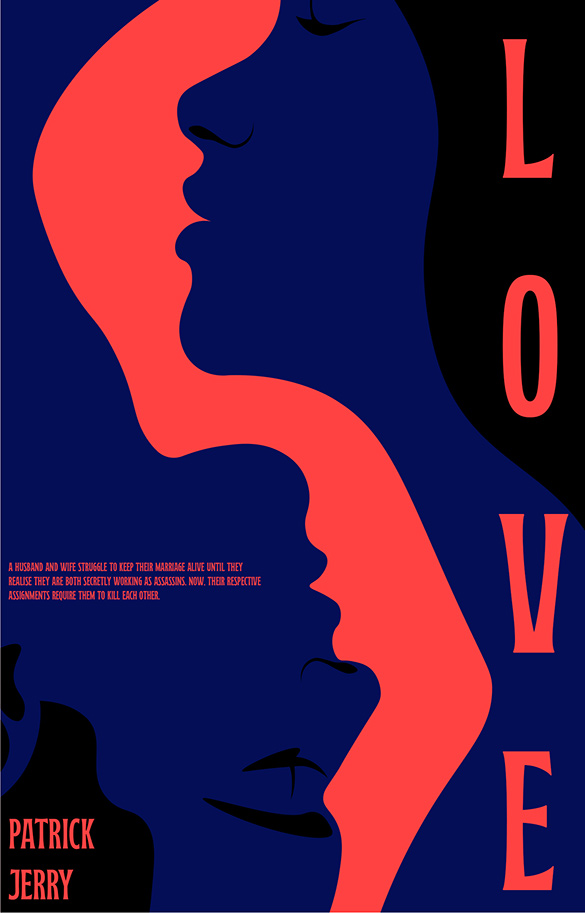 L
O
V
E
A HUSBAND AND WIFE STRUGGLE TO KEEP THEIR MARRIAGE ALIVE UNTIL THEY
REALISE THEY ARE BOTH SECRETLY WORKING AS ASSASSINS. NOW, THEIR RESPECTIVE
ASSIGNMENTS REQUIRE THEM TO KILL EACH OTHER.
PATRICK
JERRY